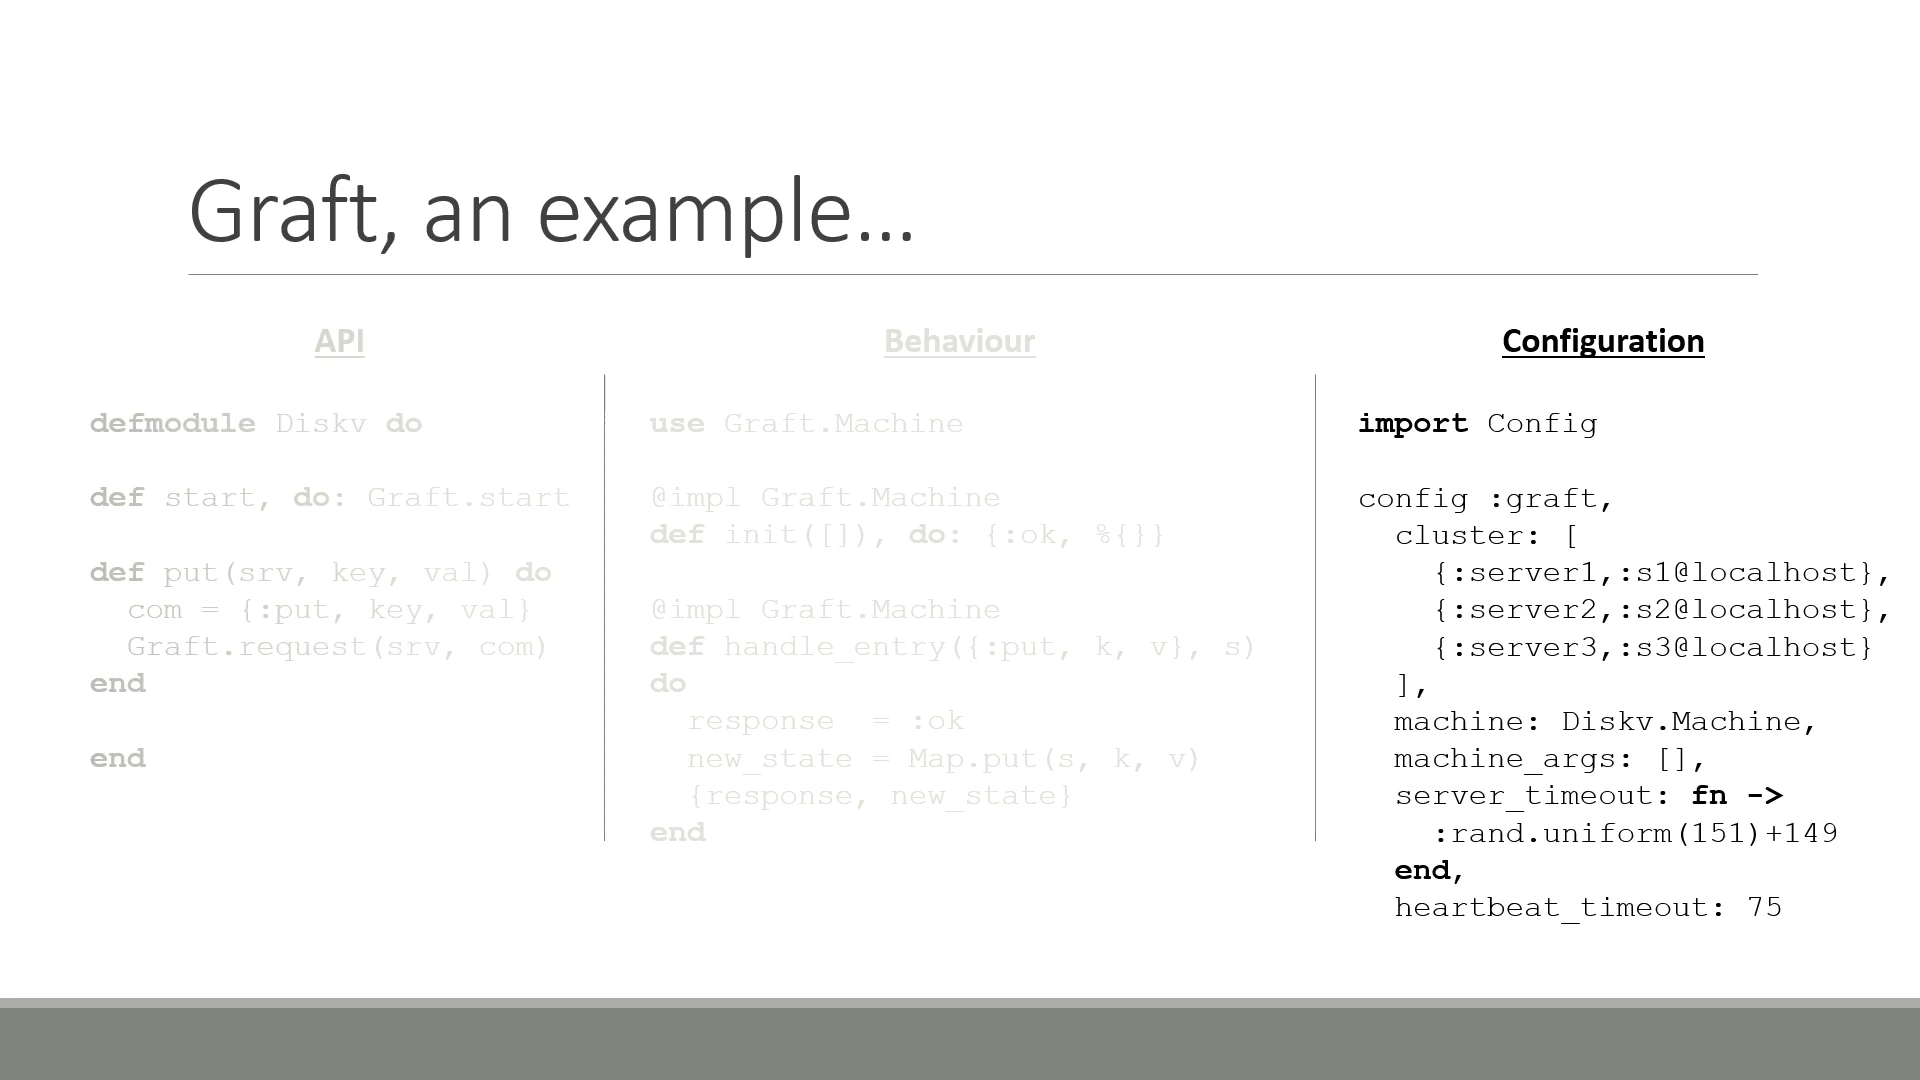 Graft, an example...
API
defmodule Diskv do
def start, do: Graft.start
def put(srv, key, val) do
com = {:put, key, val}
Graft.request(srv, com)
end
end
Behaviour
use Graft.Machine
@impl Graft.Machine
def init([]), do: {:ok, %{}}
@impl Graft.Machine
def handle_entry({:put, k, v}, s)
do
response  = :ok
new_state = Map.put(s, k, v)
{response, new_state}
end
Configuration
import Config
config :graft,
cluster: [
{:server1,:s1@localhost},
{:server2,:s2@localhost},
{:server3,:s3@localhost}
],
machine: Diskv.Machine,
machine_args: [],
server_timeout: fn ->
:rand.uniform(151)+149
end,
heartbeat_timeout: 75